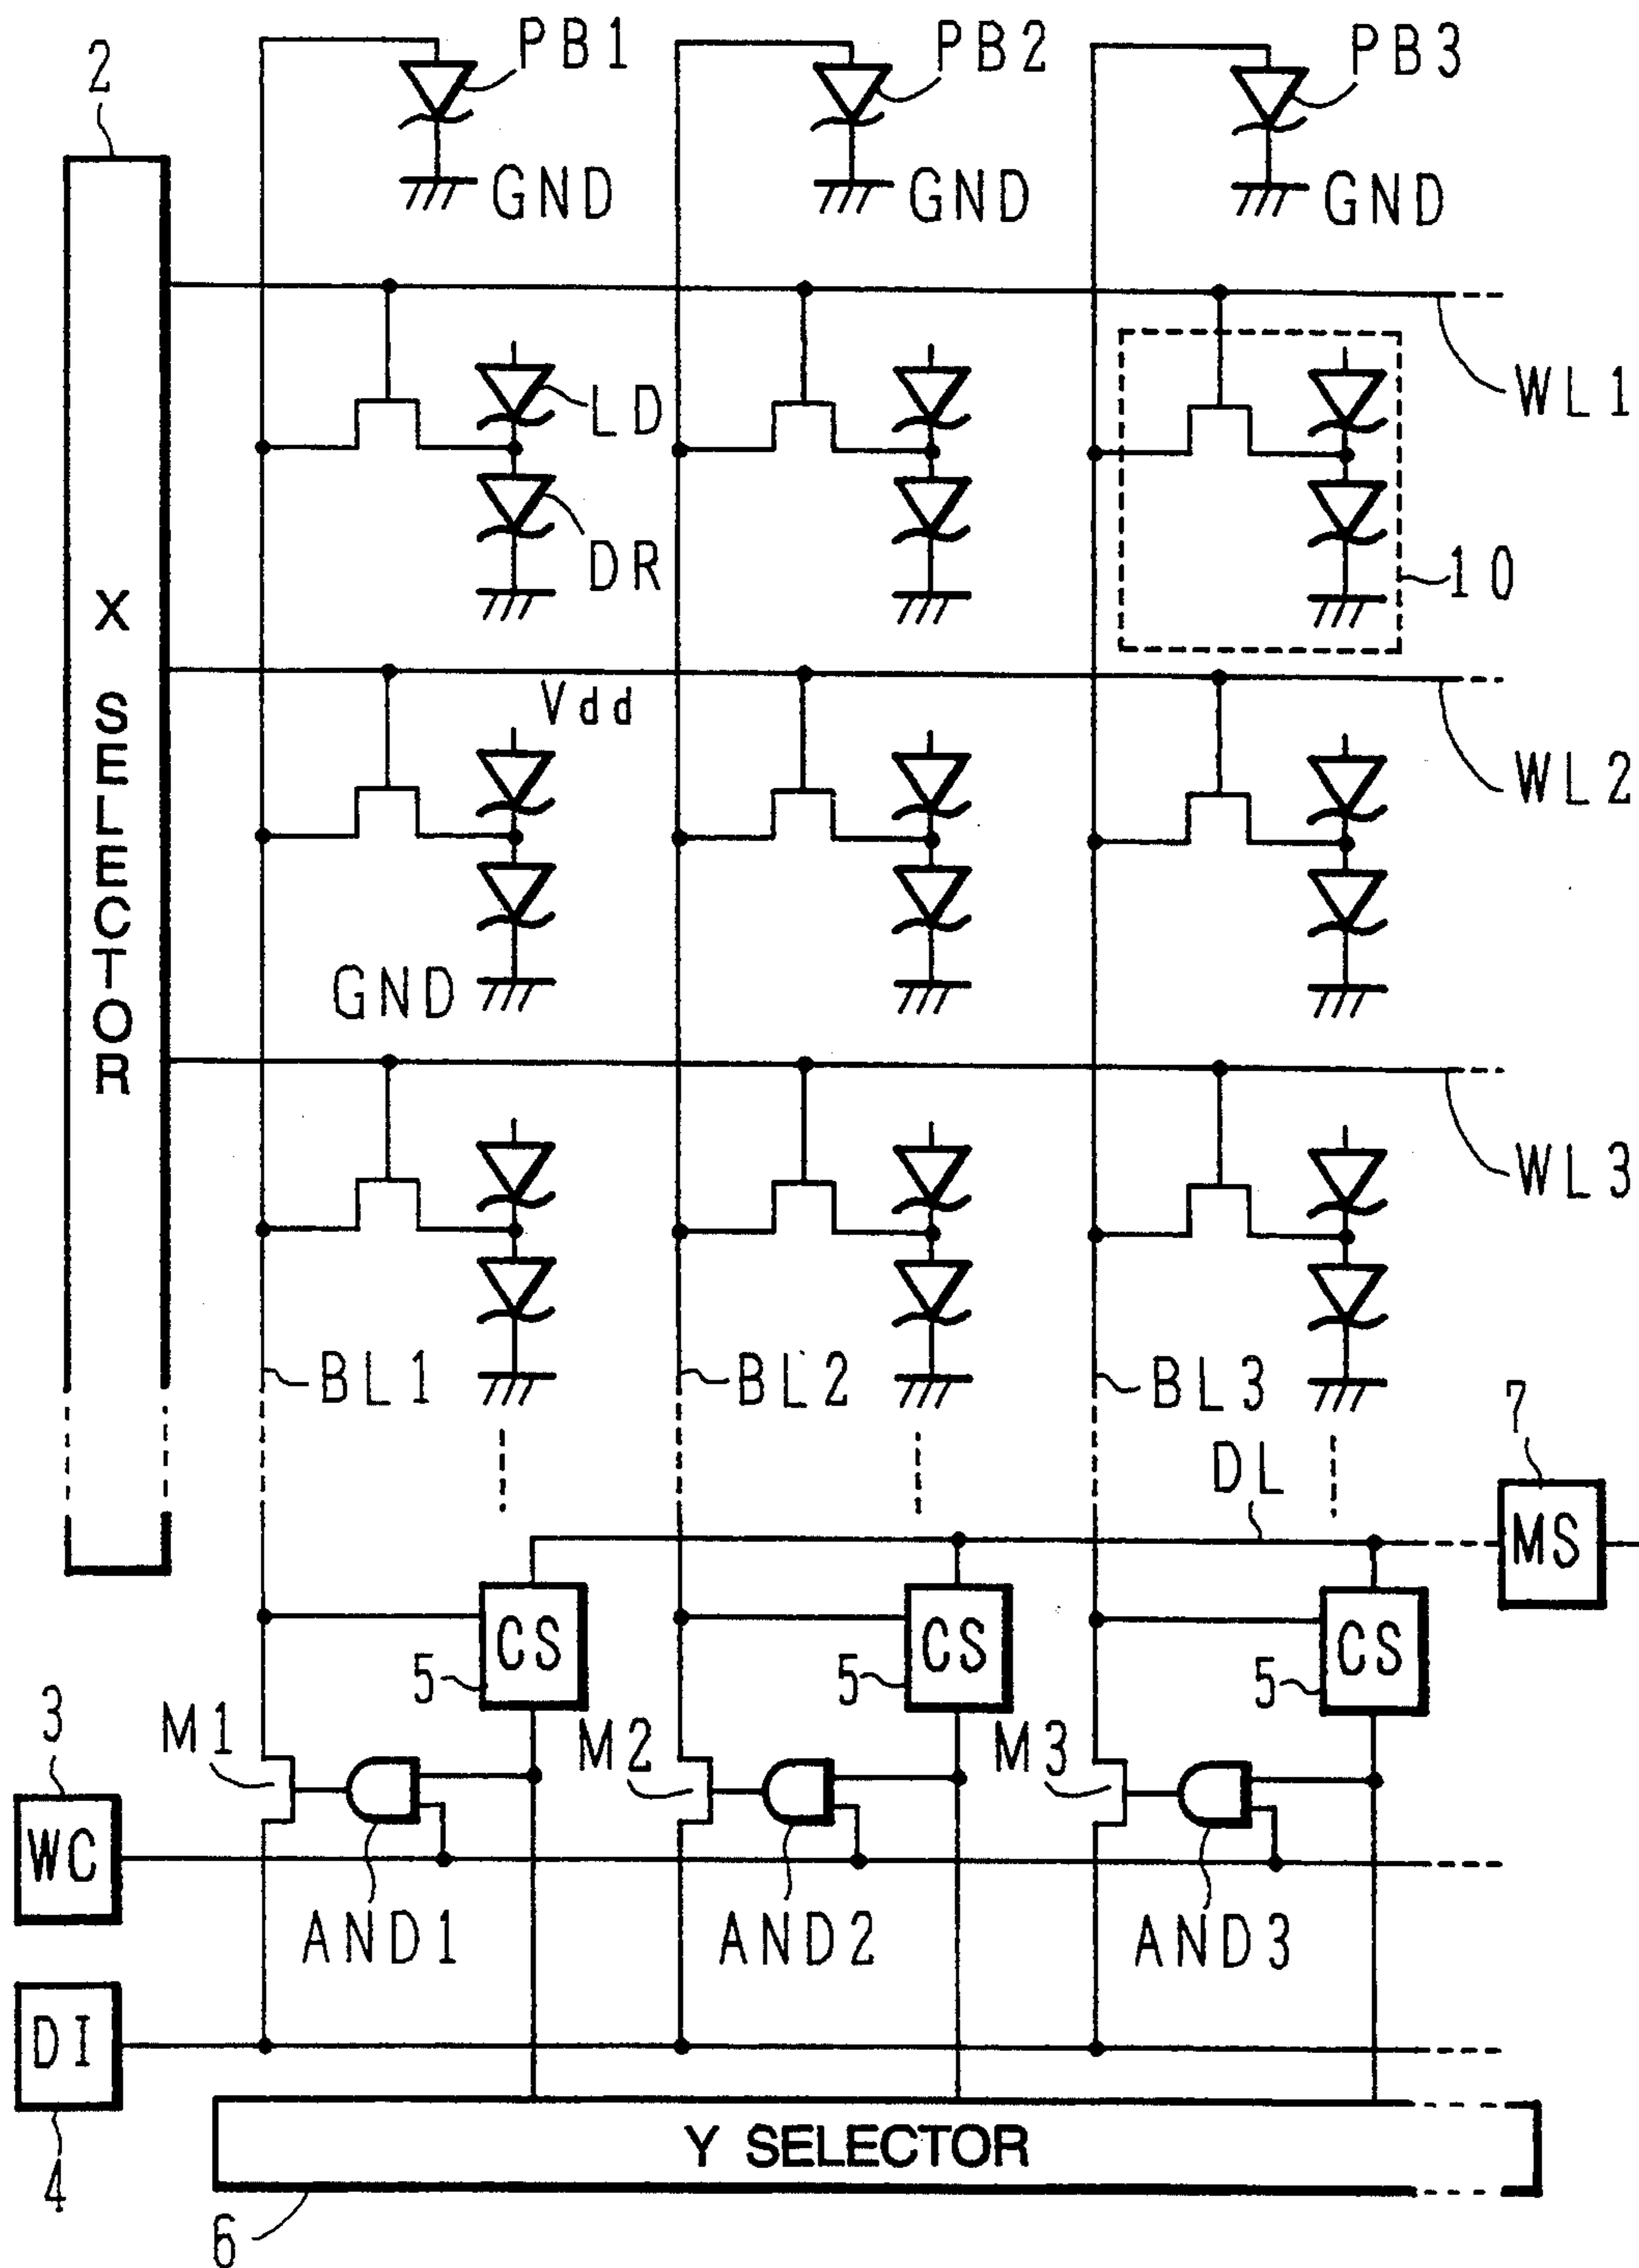 PB1
PB2
PB3
2
GND
GND
GND
LD
WL1
DR
10
X SELECTOR
Vdd
WL2
GND
WL3
BL1
BL2
BL3
7
DL
MS
CS
CS
CS
5
5
5
M1
M2
M3
3
WC
AND1
AND2
AND3
DI
4
Y SELECTOR
6